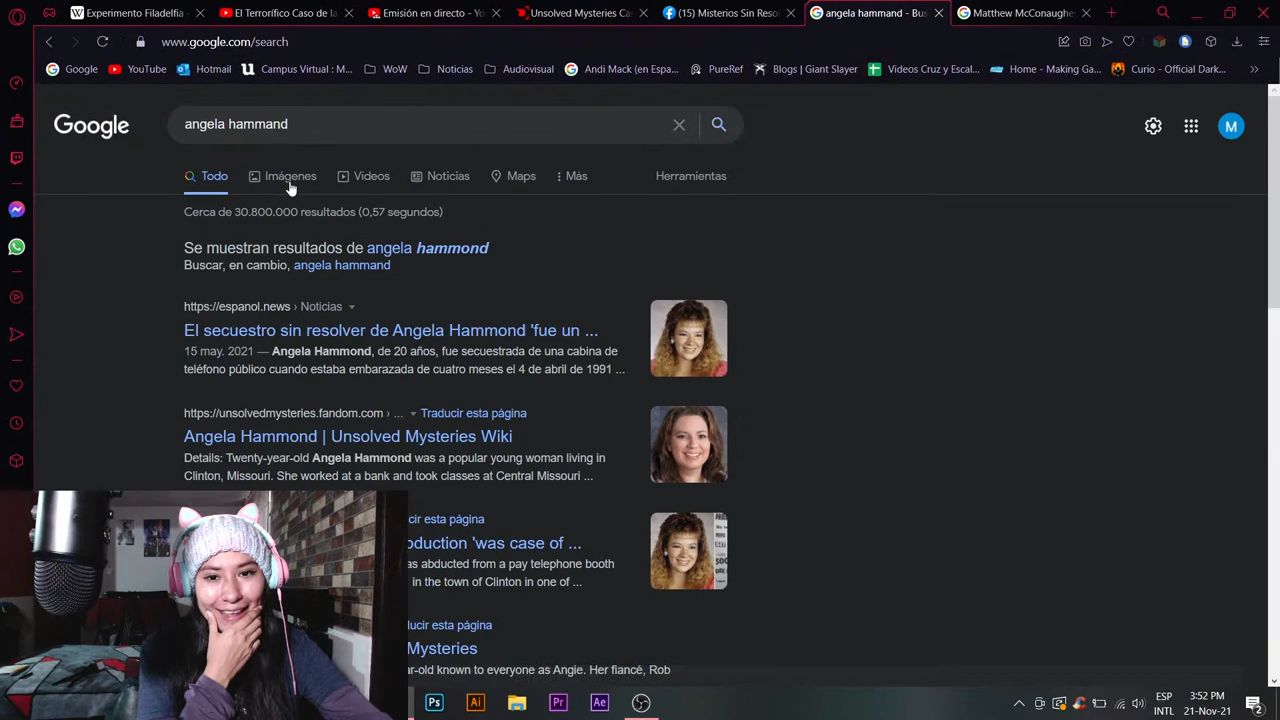 Experimento Filadelfia
El Terrorífico Caso de la
Emisión en directo - Yo
Unsolved Mysteries Ca
(15) Misterios Sin Reso
angela hammand - Bus
Matthew McConaughe
www.google.com/search
Google
YouTube
Hotmail
Campus Virtual : M...
WoW
Noticias
Audiovisual
Andi Mack (en Espa...
PureRef
Blogs | Giant Slayer
Videos Cruz y Escal...
Home - Making Ga...
Curio - Official Dark...
Google
angela hammand
M
Todo
Imágenes
Videos
Noticias
Maps
Más
Herramientas
Cerca de 30.800.000 resultados (0,57 segundos)
Se muestran resultados de angela hammond
Buscar, en cambio, angela hammand
https://espanol.news › Noticias
El secuestro sin resolver de Angela Hammond 'fue un ...
15 may. 2021 — Angela Hammond, de 20 años, fue secuestrada de una cabina de
teléfono público cuando estaba embarazada de cuatro meses el 4 de abril de 1991 ...
https://unsolvedmysteries.fandom.com › ... Traducir esta página
Angela Hammond | Unsolved Mysteries Wiki
Details: Twenty-year-old Angela Hammond was a popular young woman living in
Clinton, Missouri. She worked at a bank and took classes at Central Missouri ...
cir esta página
oduction 'was case of ...
as abducted from a pay telephone booth
in the town of Clinton in one of ...
ucir esta página
Mysteries
ar-old known to everyone as Angie. Her fiancé, Rob
Ps
Ai
Pr
Ae
ESP
INTL
3:52 PM
21-Nov-21
2